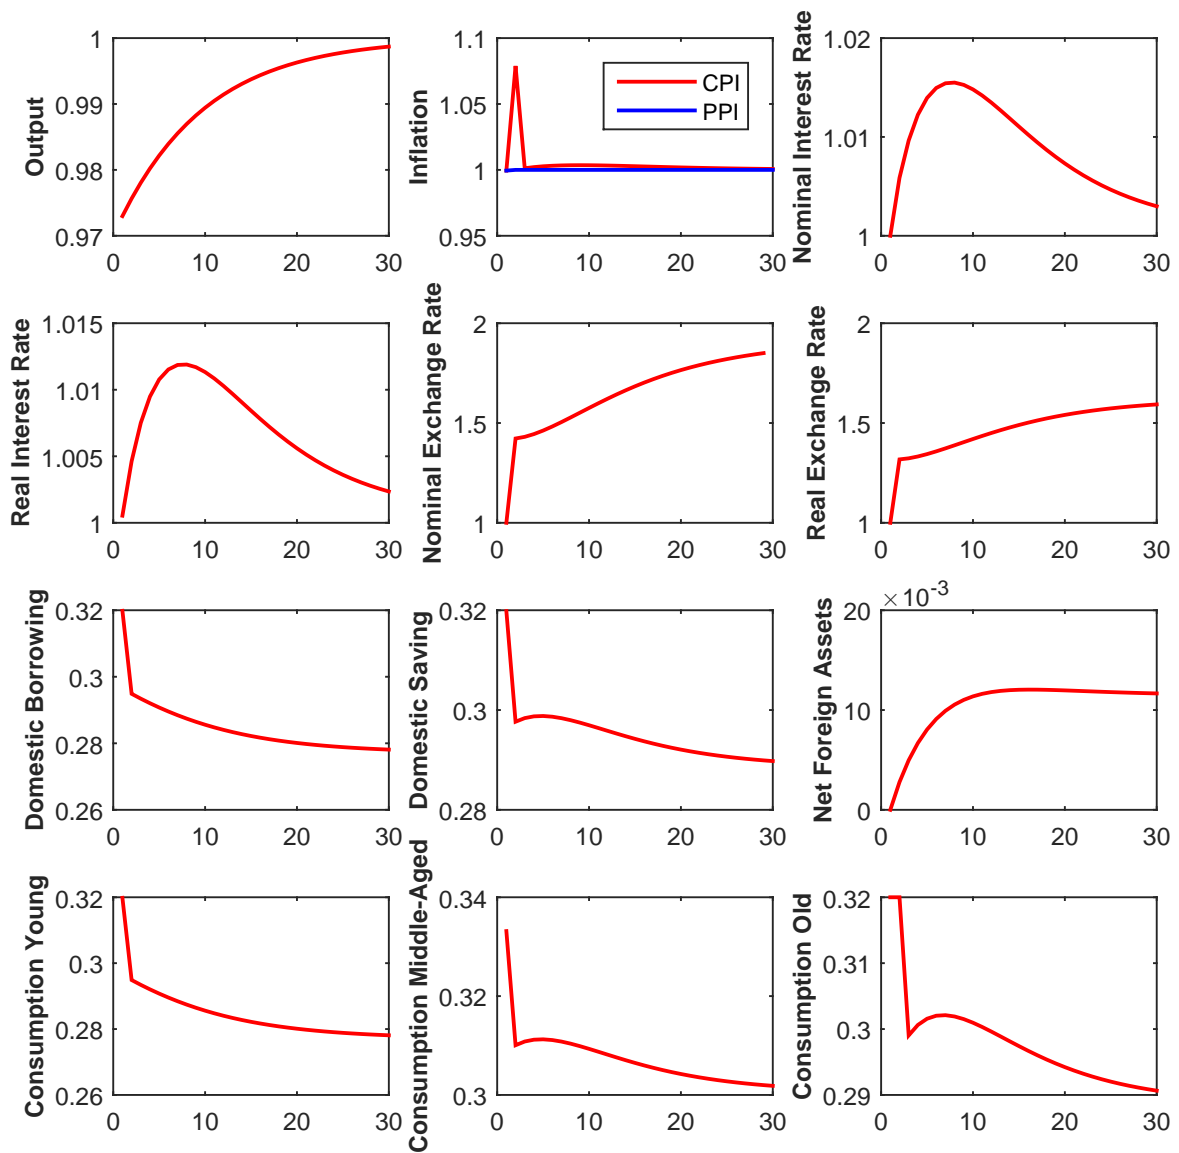 Output
1
0.99
0.98
0.97
0 10 20 30
Inflation
1.1
1.05
1
0.95
0 10 20 30
CPI
PPI
Nominal Interest Rate
1.02
1.01
1
0 10 20 30
Real Interest Rate
1.015
1.01
1.005
1
0 10 20 30
Nominal Exchange Rate
2
1.5
1
0 10 20 30
Real Exchange Rate
2
1.5
1
0 10 20 30
Domestic Borrowing
0.32
0.3
0.28
0.26
0 10 20 30
Domestic Saving
0.32
0.3
0.28
0 10 20 30
Net Foreign Assets
×10-3
20
10
0
0 10 20 30
Consumption Young
0.32
0.3
0.28
0.26
0 10 20 30
Consumption Middle-Aged
0.34
0.32
0.3
0 10 20 30
Consumption Old
0.32
0.31
0.3
0.29
0 10 20 30